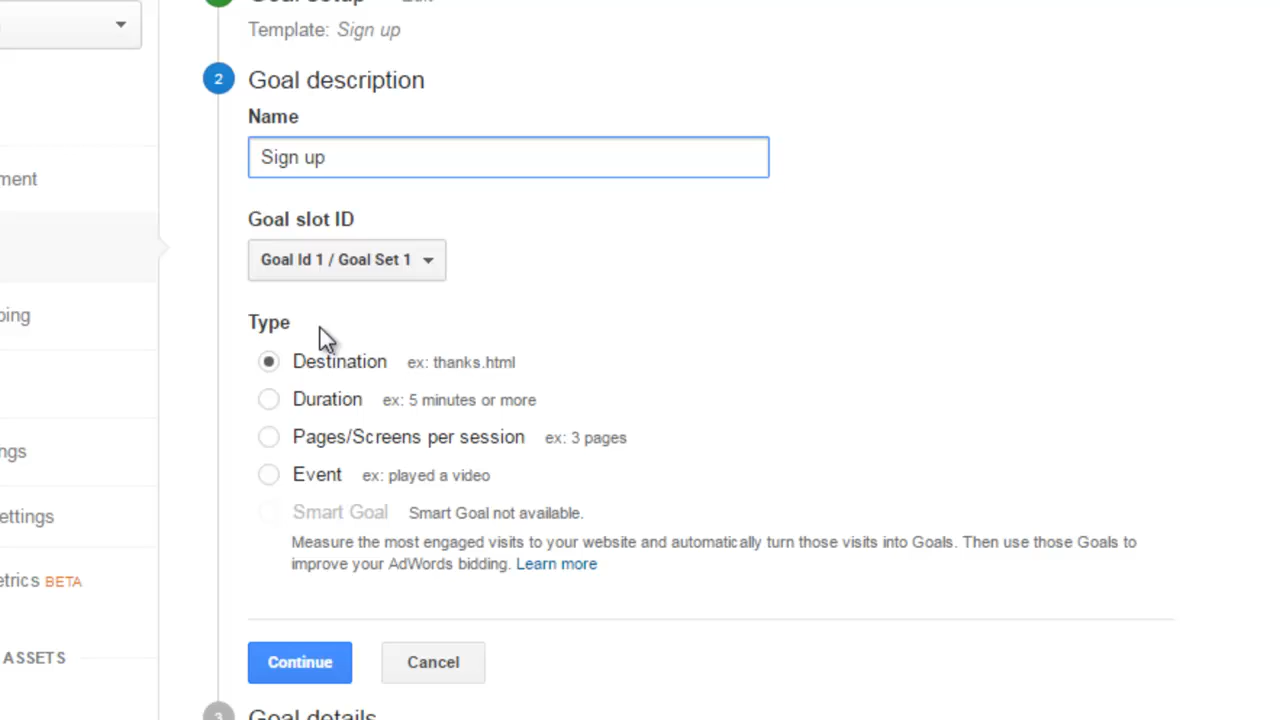 Goal setup Edit
Template: Sign up
2 Goal description
Name
Sign up
ment
Goal slot ID
Goal Id 1 / Goal Set 1
ping
Type
Destination ex: thanks.html
Duration ex: 5 minutes or more
Pages/Screens per session ex: 3 pages
ngs
Event ex: played a video
Smart Goal Smart Goal not available.
ettings
Measure the most engaged visits to your website and automatically turn those visits into Goals. Then use those Goals to
improve your AdWords bidding. Learn more
etrics BETA
ASSETS
Continue Cancel
3 Goal details